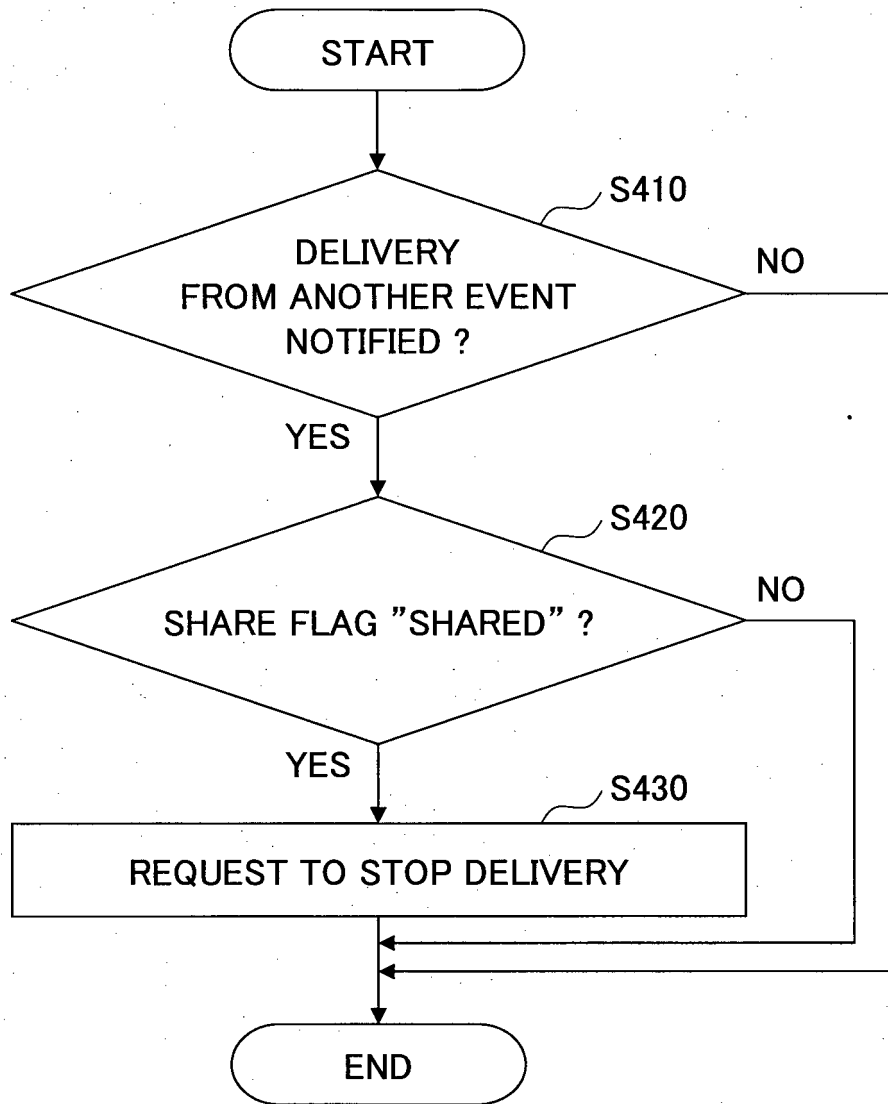 START
S410
DELIVERY
FROM ANOTHER EVENT
NOTIFIED ?
NO
YES
S420
SHARE FLAG ”SHARED” ?
NO
YES
S430
REQUEST TO STOP DELIVERY
END